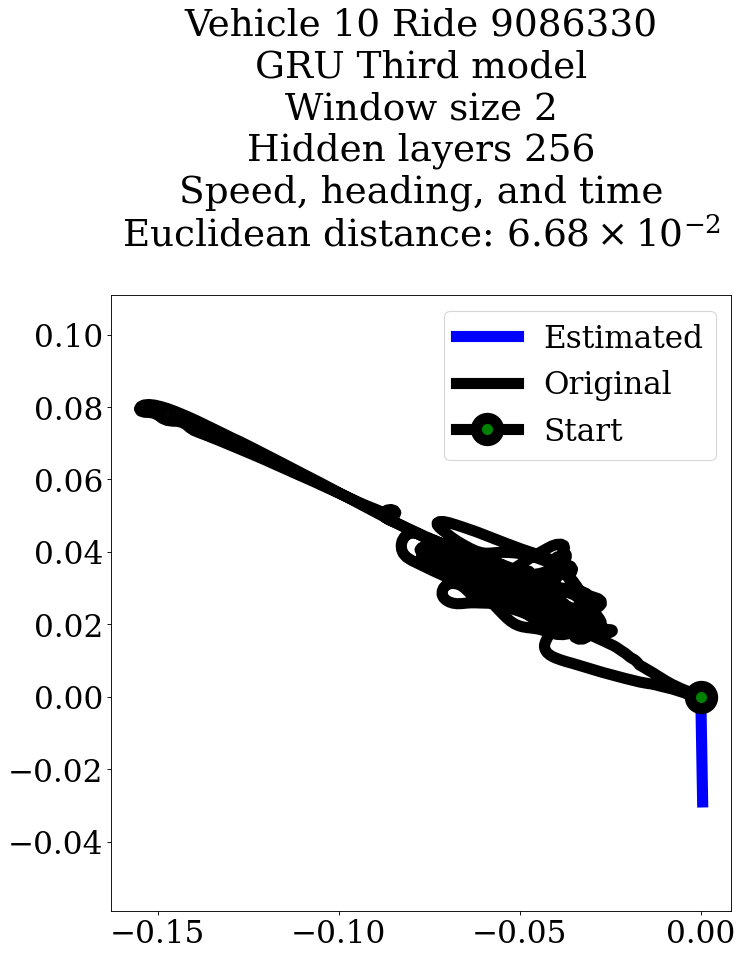 Vehicle 10 Ride 9086330
GRU Third model
Window size 2
Hidden layers 256
Speed, heading, and time
Euclidean distance: 6.68 × 10⁻²
Estimated
Original
Start
0.10
0.08
0.06
0.04
0.02
0.00
−0.02
−0.04
−0.15
−0.10
−0.05
0.00